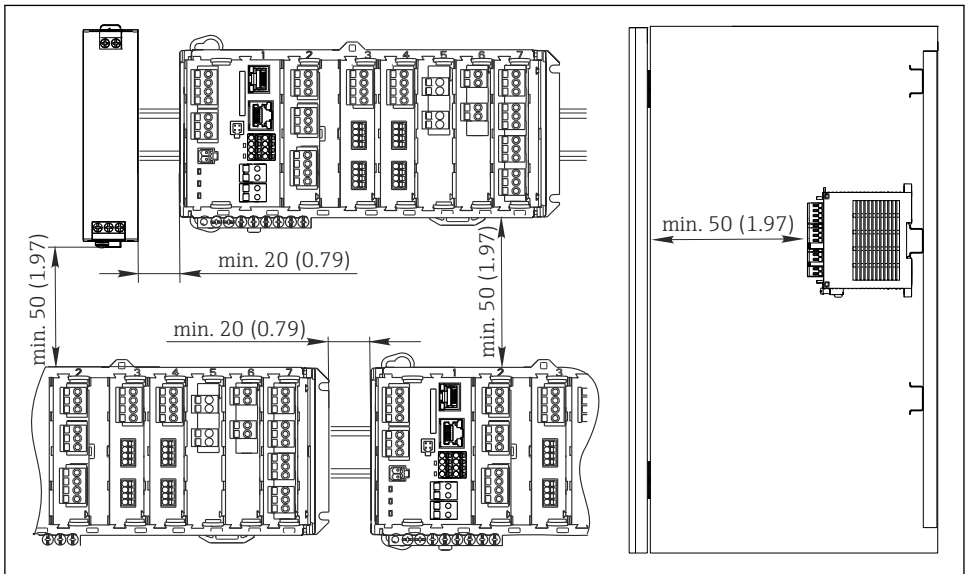 1 2 3 4 5 6 7
min. 50 (1.97)
min. 20 (0.79)
min. 50 (1.97)
min. 50 (1.97)
min. 20 (0.79)
2 3 4 5 6 7
1 2 3